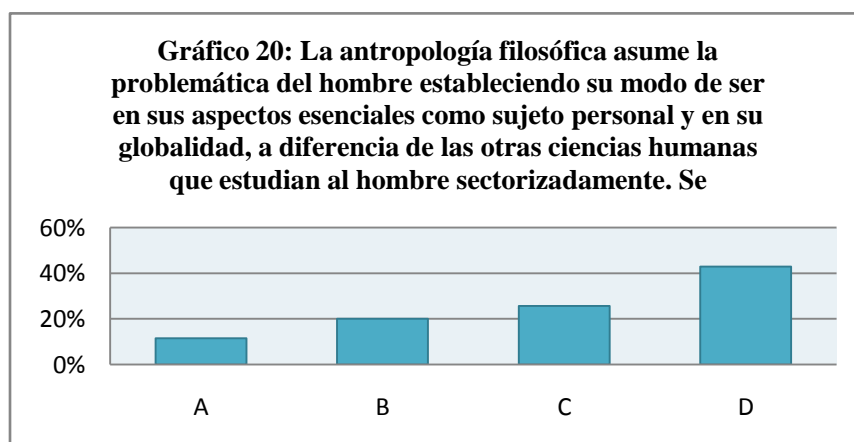 Gráfico 20: La antropología filosófica asume la
problemática del hombre estableciendo su modo de ser
en sus aspectos esenciales como sujeto personal y en su
globalidad, a diferencia de las otras ciencias humanas
que estudian al hombre sectorizadamente. Se
60%
40%
20%
0%
A B C D